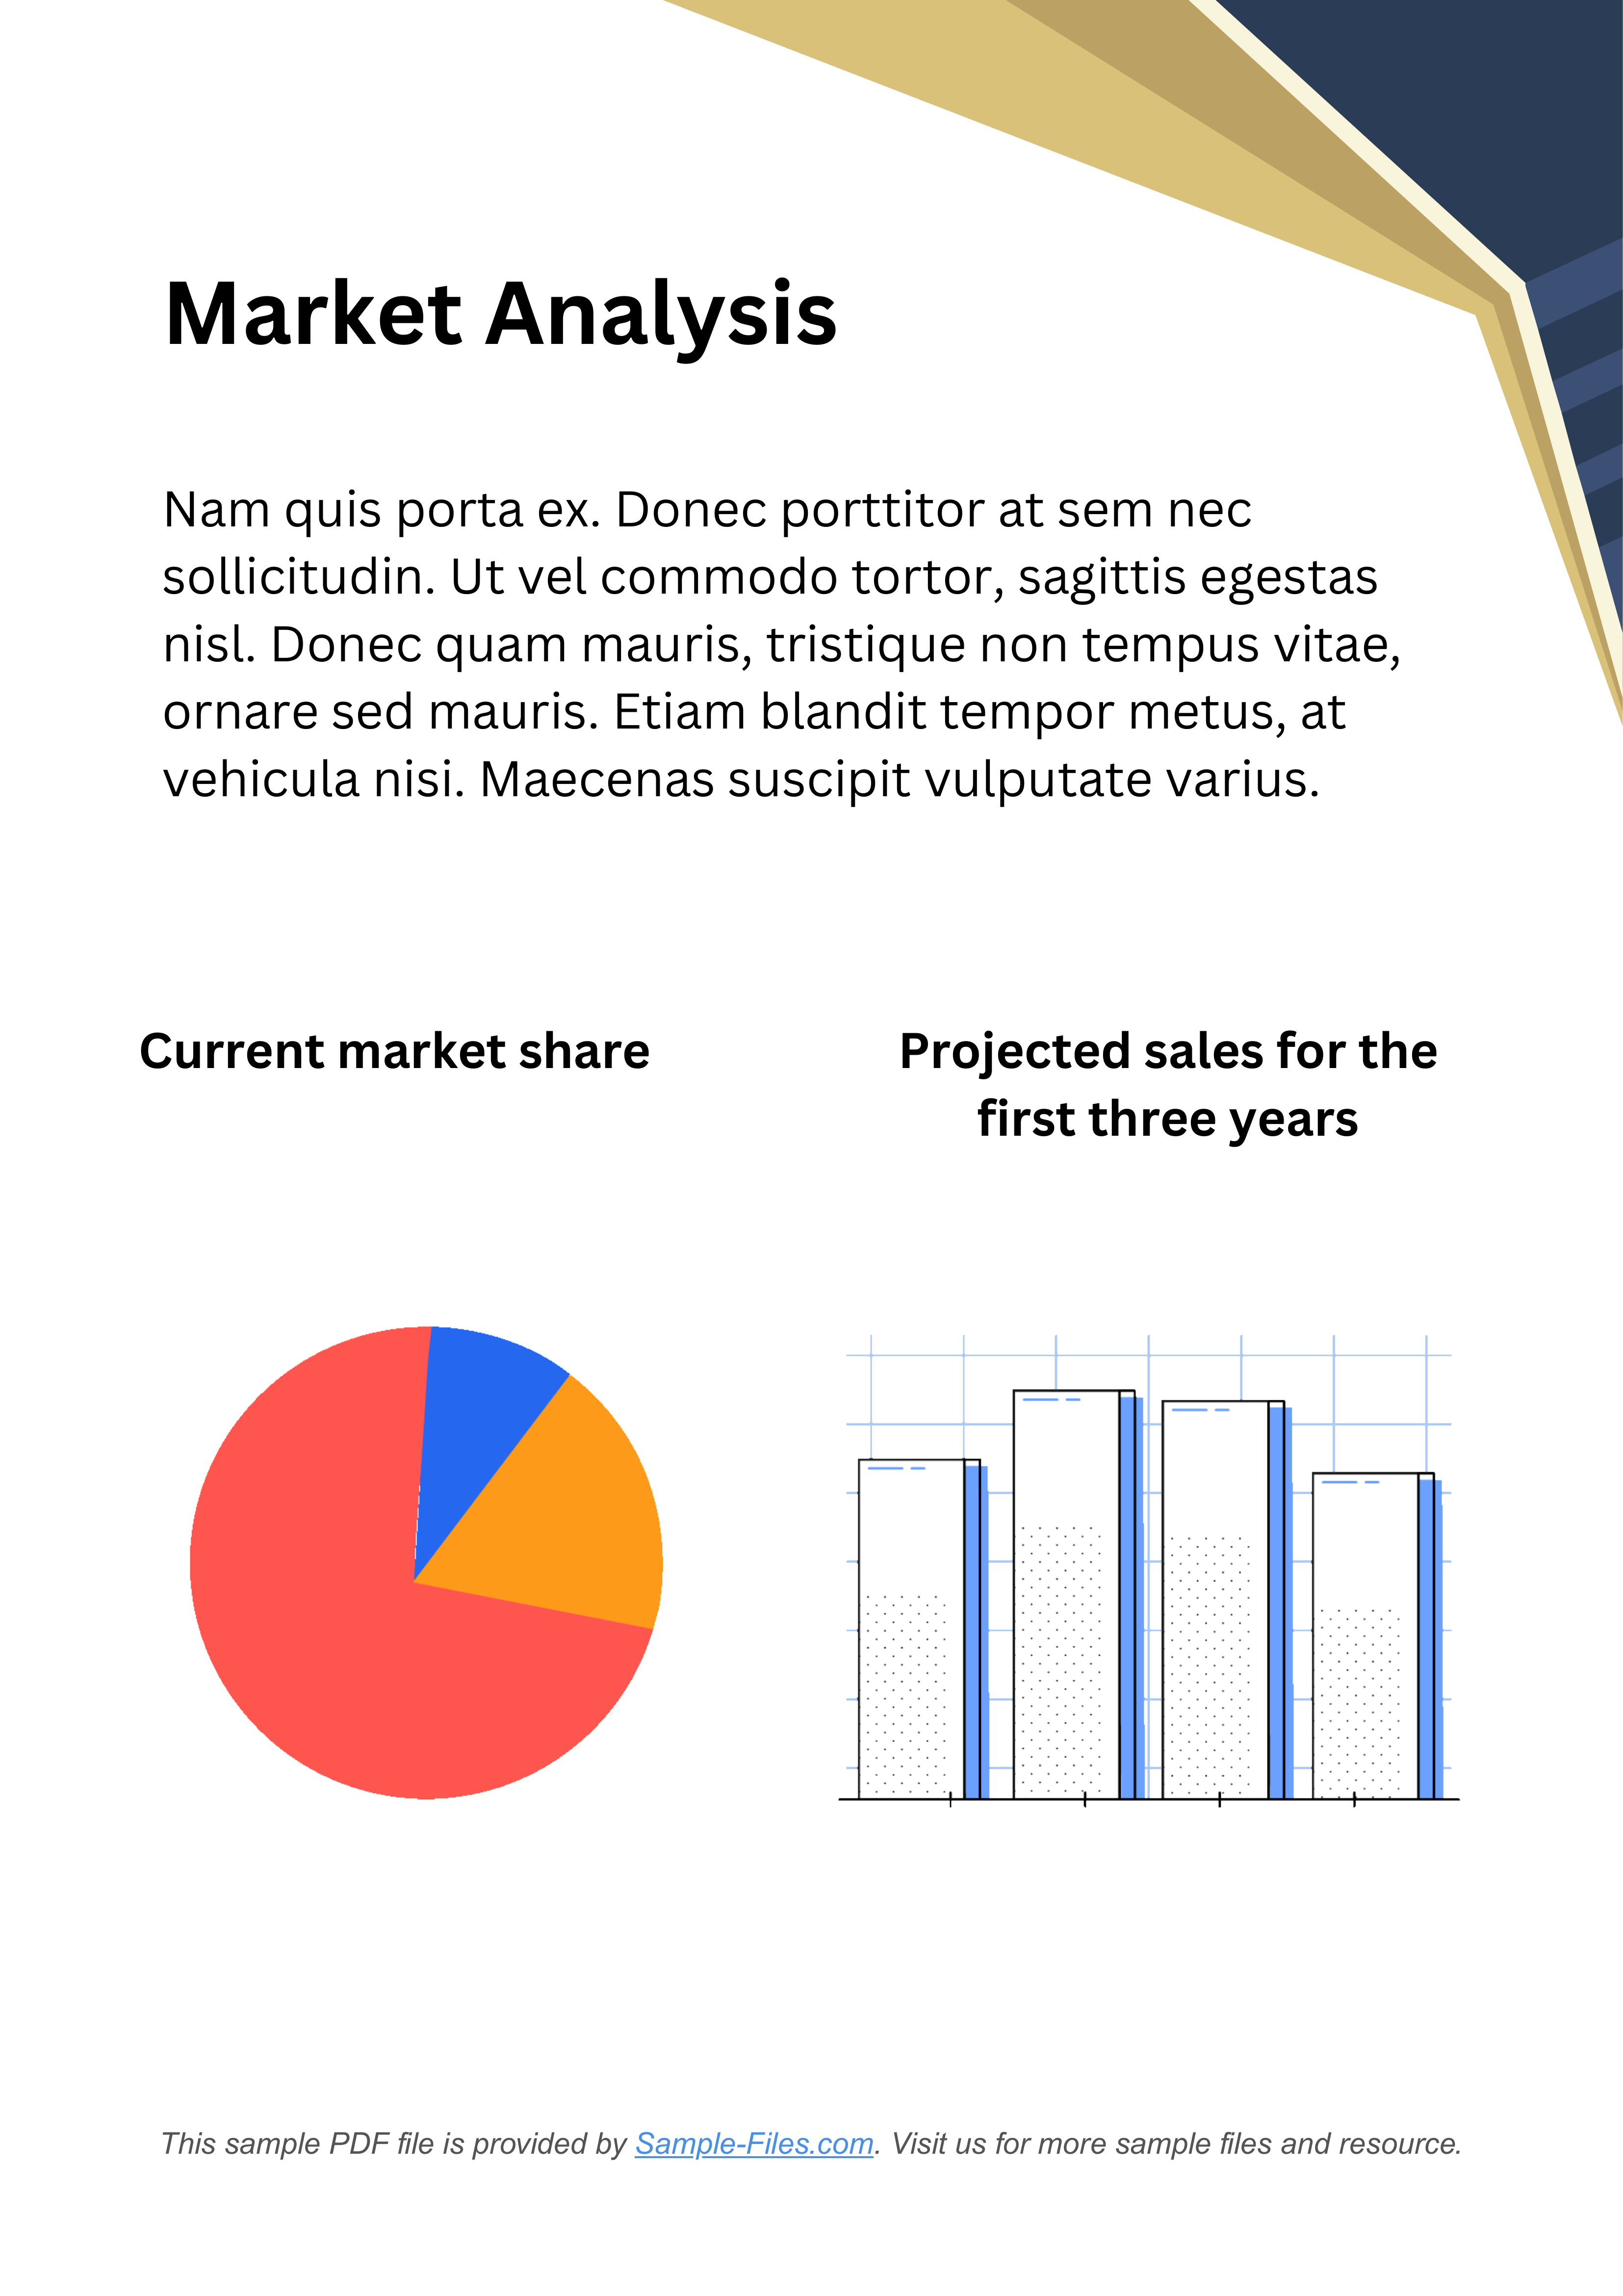 Market Analysis
Nam quis porta ex. Donec porttitor at sem nec
sollicitudin. Ut vel commodo tortor, sagittis egestas
nisl. Donec quam mauris, tristique non tempus vitae,
ornare sed mauris. Etiam blandit tempor metus, at
vehicula nisi. Maecenas suscipit vulputate varius.
Current market share
Projected sales for the
first three years
This sample PDF file is provided by Sample-Files.com. Visit us for more sample files and resource.